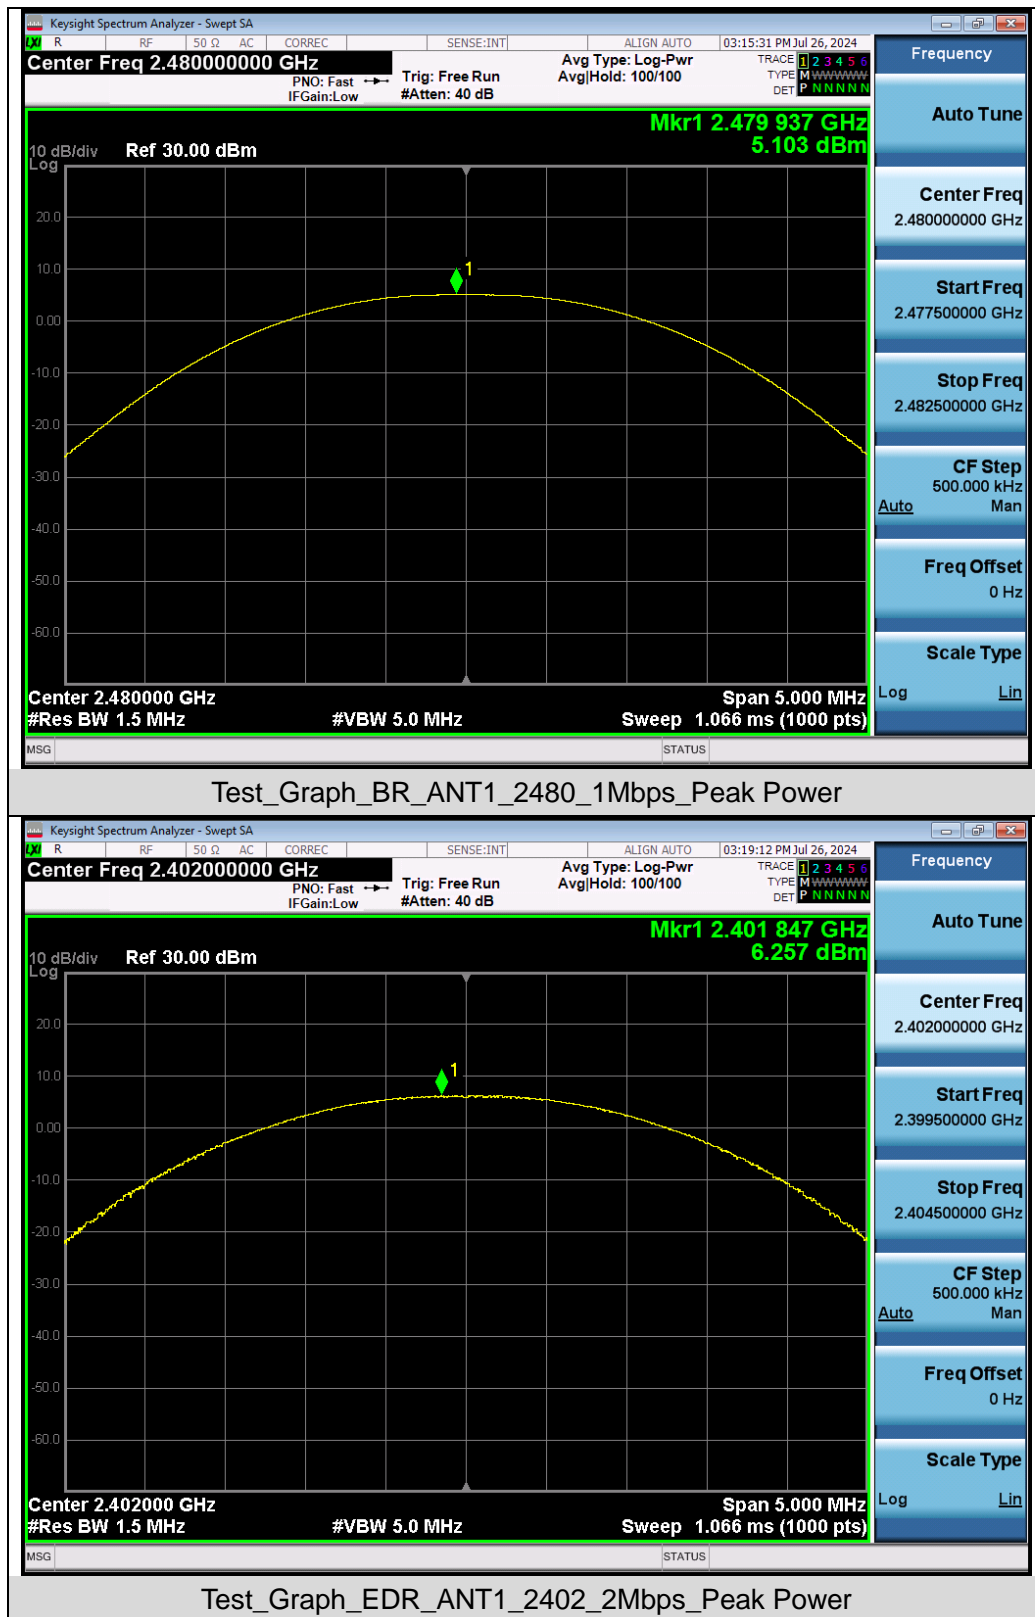 Keysight Spectrum Analyzer - Swept SA
LXI R RF 50 Ω AC CORREC SENSE:INT ALIGN AUTO 03:15:31 PM Jul 26, 2024
Center Freq 2.480000000 GHz
PNO: Fast
IFGain:Low
Trig: Free Run
#Atten: 40 dB
Avg Type: Log-Pwr
Avg|Hold: 100/100
TRACE 1 2 3 4 5 6
TYPE M WWWWW
DET P N N N N N
Mkr1 2.479 937 GHz
5.103 dBm
10 dB/div Ref 30.00 dBm
Log
20.0
10.0
1
0.00
-10.0
-20.0
-30.0
-40.0
-50.0
-60.0
Center 2.480000 GHz Span 5.000 MHz
#Res BW 1.5 MHz #VBW 5.0 MHz Sweep 1.066 ms (1000 pts)
MSG STATUS
Frequency
Auto Tune
Center Freq
2.480000000 GHz
Start Freq
2.477500000 GHz
Stop Freq
2.482500000 GHz
CF Step
500.000 kHz
Auto Man
Freq Offset
0 Hz
Scale Type
Log Lin
Test_Graph_BR_ANT1_2480_1Mbps_Peak Power
Keysight Spectrum Analyzer - Swept SA
LXI R RF 50 Ω AC CORREC SENSE:INT ALIGN AUTO 03:19:12 PM Jul 26, 2024
Center Freq 2.402000000 GHz
PNO: Fast
IFGain:Low
Trig: Free Run
#Atten: 40 dB
Avg Type: Log-Pwr
Avg|Hold: 100/100
TRACE 1 2 3 4 5 6
TYPE M WWWWW
DET P N N N N N
Mkr1 2.401 847 GHz
6.257 dBm
10 dB/div Ref 30.00 dBm
Log
20.0
10.0
1
0.00
-10.0
-20.0
-30.0
-40.0
-50.0
-60.0
Center 2.402000 GHz Span 5.000 MHz
#Res BW 1.5 MHz #VBW 5.0 MHz Sweep 1.066 ms (1000 pts)
MSG STATUS
Frequency
Auto Tune
Center Freq
2.402000000 GHz
Start Freq
2.399500000 GHz
Stop Freq
2.404500000 GHz
CF Step
500.000 kHz
Auto Man
Freq Offset
0 Hz
Scale Type
Log Lin
Test_Graph_EDR_ANT1_2402_2Mbps_Peak Power